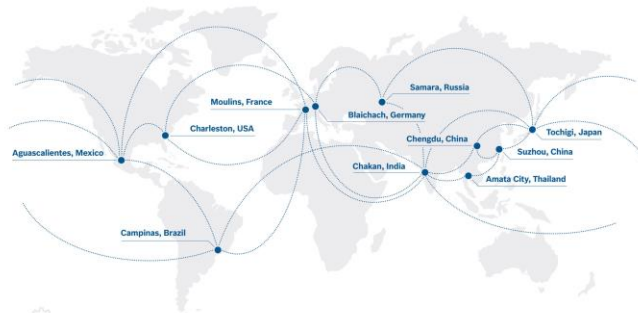 Samara, Russia
Moulins, France
Blaichach, Germany
Charleston, USA
Chengdu, China
Tochigi, Japan
Suzhou, China
Aguascalientes, Mexico
Chakan, India
Amata City, Thailand
Campinas, Brazil